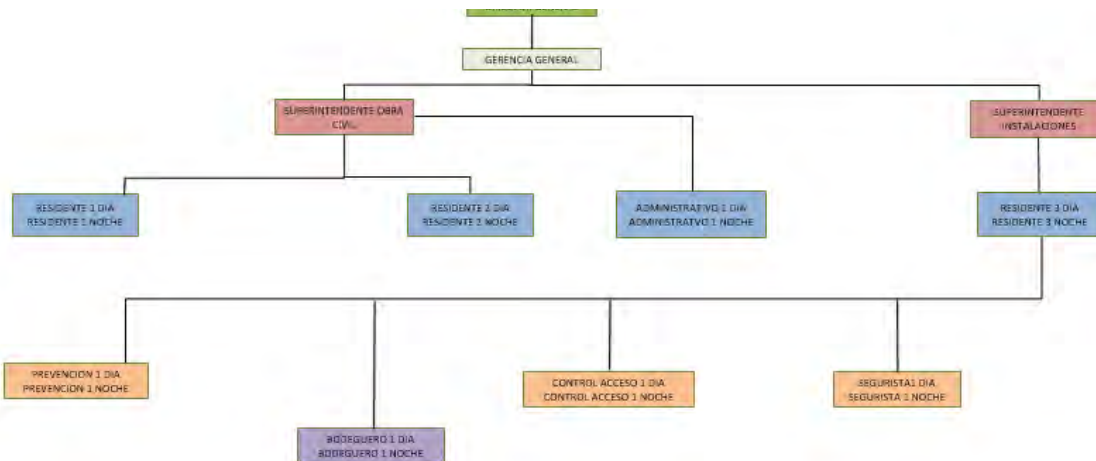 GERENCIA GENERAL
SUPERINTENDENTE OBRA
CIVIL
SUPERINTENDENTE
INSTALACIONES
RESIDENTE 1 DIA
RESIDENTE 1 NOCHE
RESIDENTE 2 DIA
RESIDENTE 2 NOCHE
ADMINISTRATIVO 1 DIA
ADMINISTRATVO 1 NOCHE
RESIDENTE 3 DIA
RESIDENTE 3 NOCHE
PREVENCION 1 DIA
PREVENCION 1 NOCHE
CONTROL ACCESO 1 DIA
CONTROL ACCESO 1 NOCHE
SEGURISTA1 DIA
SEGURISTA 1 NOCHE
BODEGUERO 1 DIA
BODEGUERO 1 NOCHE